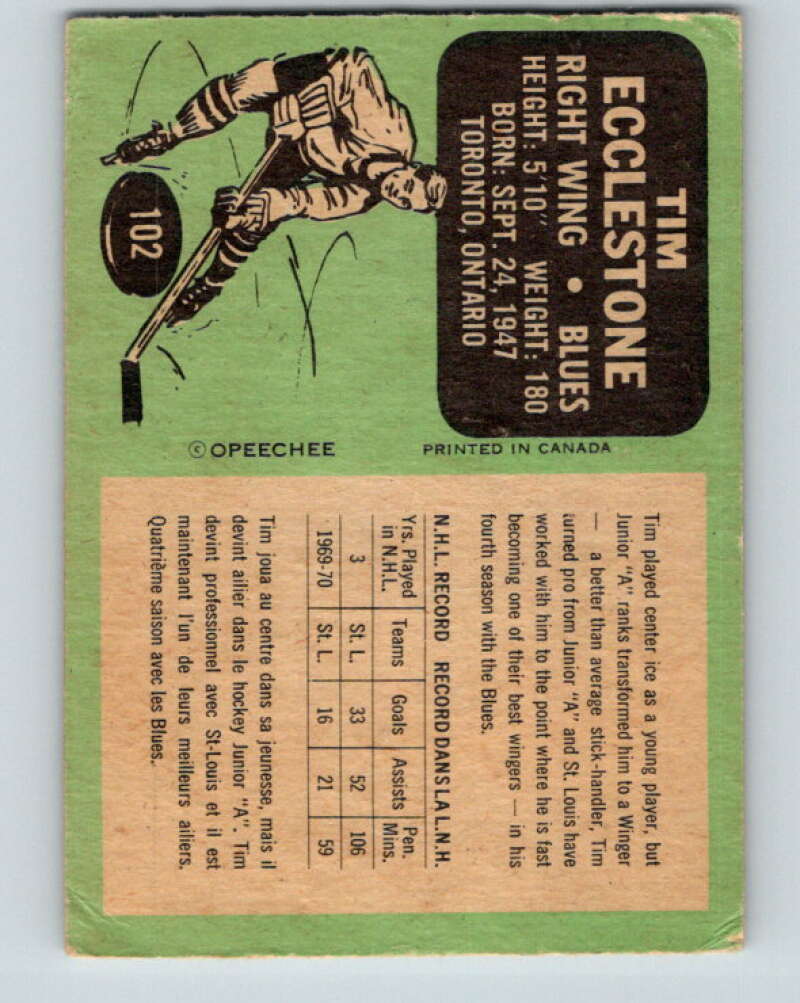 TIM
ECCLESTONE
RIGHT WING • BLUES
HEIGHT: 5'10" WEIGHT: 180
BORN: SEPT. 24, 1947
TORONTO, ONTARIO
102
© OPEECHEE
PRINTED IN CANADA
Tim played center ice as a young player, but
Junior "A" ranks transformed him to a Winger
— a better than average stick-handler, Tim
turned pro from Junior "A" and St. Louis have
worked with him to the point where he is fast
becoming one of their best wingers — in his
fourth season with the Blues.
N.H.L. RECORD RECORD DANS LA L.N.H.
Yrs. Played in N.H.L. Teams Goals Assists Pen. Mins.
3 St. L. 33 52 106
1969-70 St. L. 16 21 59
Tim joua au centre dans sa jeunesse, mais il
devint ailier dans le hockey Junior "A". Tim
devint professionnel avec St-Louis et il est
maintenant l'un de leurs meilleurs ailiers.
Quatrième saison avec les Blues.